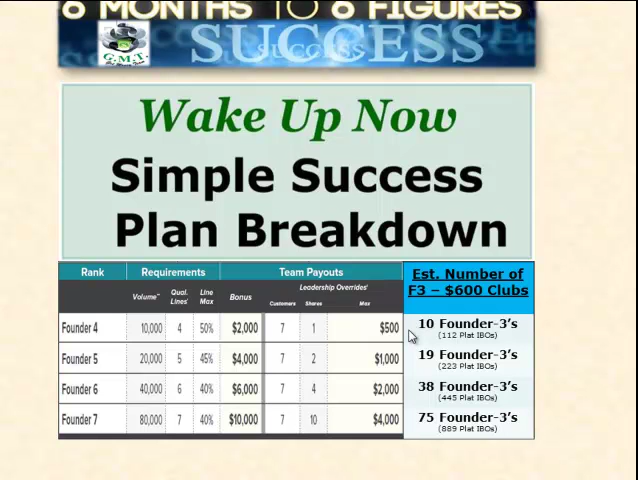 6 MONTHS TO 6 FIGURES
SUCCESS
SUCCESS
G.M.T.
Wake Up Now
Simple Success
Plan Breakdown
Rank Requirements Team Payouts
Volume Qual. Lines Line Max Bonus Leadership Overrides
Customers Shares Max
Est. Number of
F3 – $600 Clubs
Founder 4 10,000 4 50% $2,000 7 1 $500
10 Founder-3's
(112 Plat IBOs)
Founder 5 20,000 5 45% $4,000 7 2 $1,000
19 Founder-3's
(223 Plat IBOs)
Founder 6 40,000 6 40% $6,000 7 4 $2,000
38 Founder-3's
(445 Plat IBOs)
Founder 7 80,000 7 40% $10,000 7 10 $4,000
75 Founder-3's
(889 Plat IBOs)